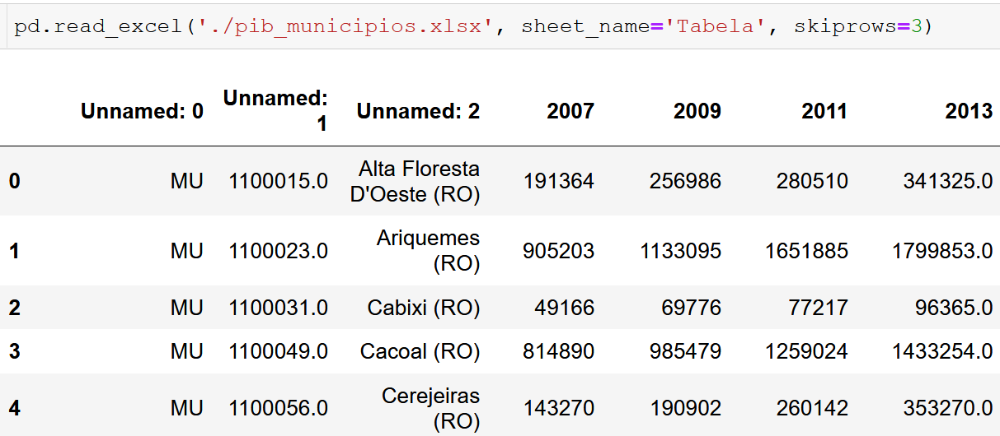 pd.read_excel('./pib_municipios.xlsx', sheet_name='Tabela', skiprows=3)
Unnamed: 0 Unnamed: 1 Unnamed: 2 2007 2009 2011 2013
0 MU 1100015.0 Alta Floresta D'Oeste (RO) 191364 256986 280510 341325.0
1 MU 1100023.0 Ariquemes (RO) 905203 1133095 1651885 1799853.0
2 MU 1100031.0 Cabixi (RO) 49166 69776 77217 96365.0
3 MU 1100049.0 Cacoal (RO) 814890 985479 1259024 1433254.0
4 MU 1100056.0 Cerejeiras (RO) 143270 190902 260142 353270.0